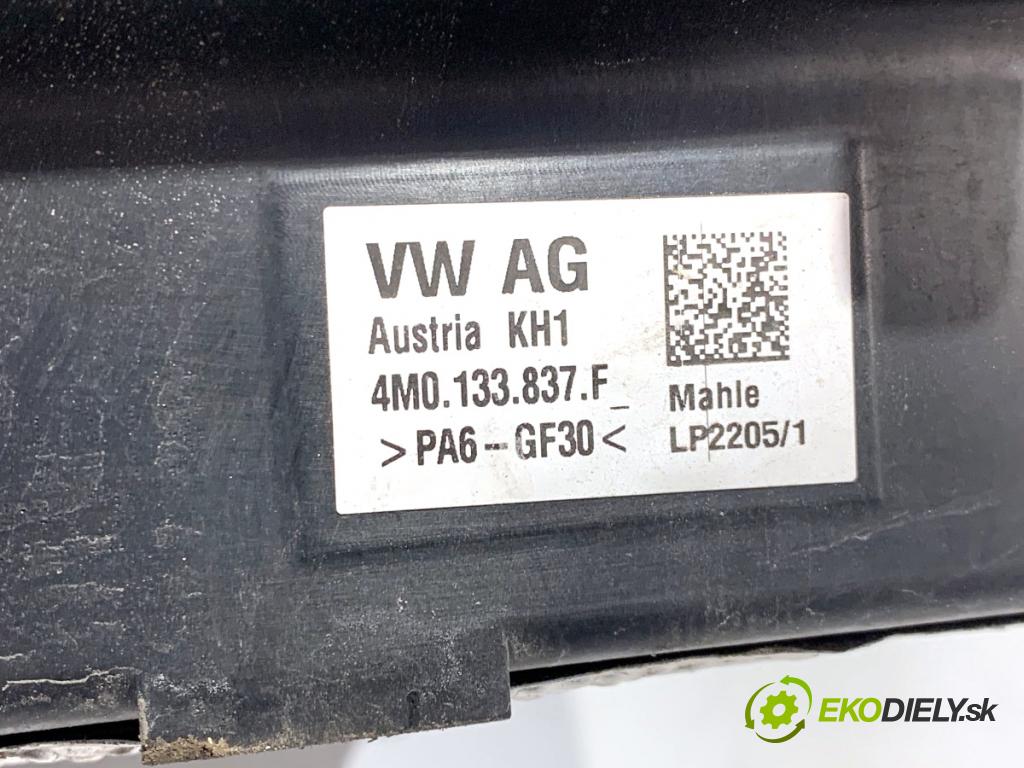 VW AG
Austria KH1
4M0.133.837.F_
>PA6-GF30<
Mahle
LP2205/1
EKODIELY.sk